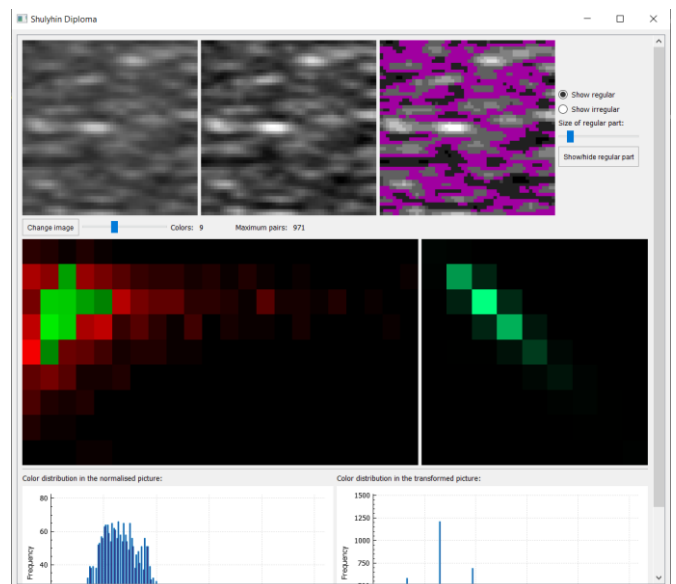 Shulyhin Diploma
Show regular
Show irregular
Size of regular part:
Show/hide regular part
Change image
Colors: 9
Maximum pairs: 971
Color distribution in the normalised picture:
Color distribution in the transformed picture:
80
60
40
Frequency
1500
1250
1000
750
500
Frequency